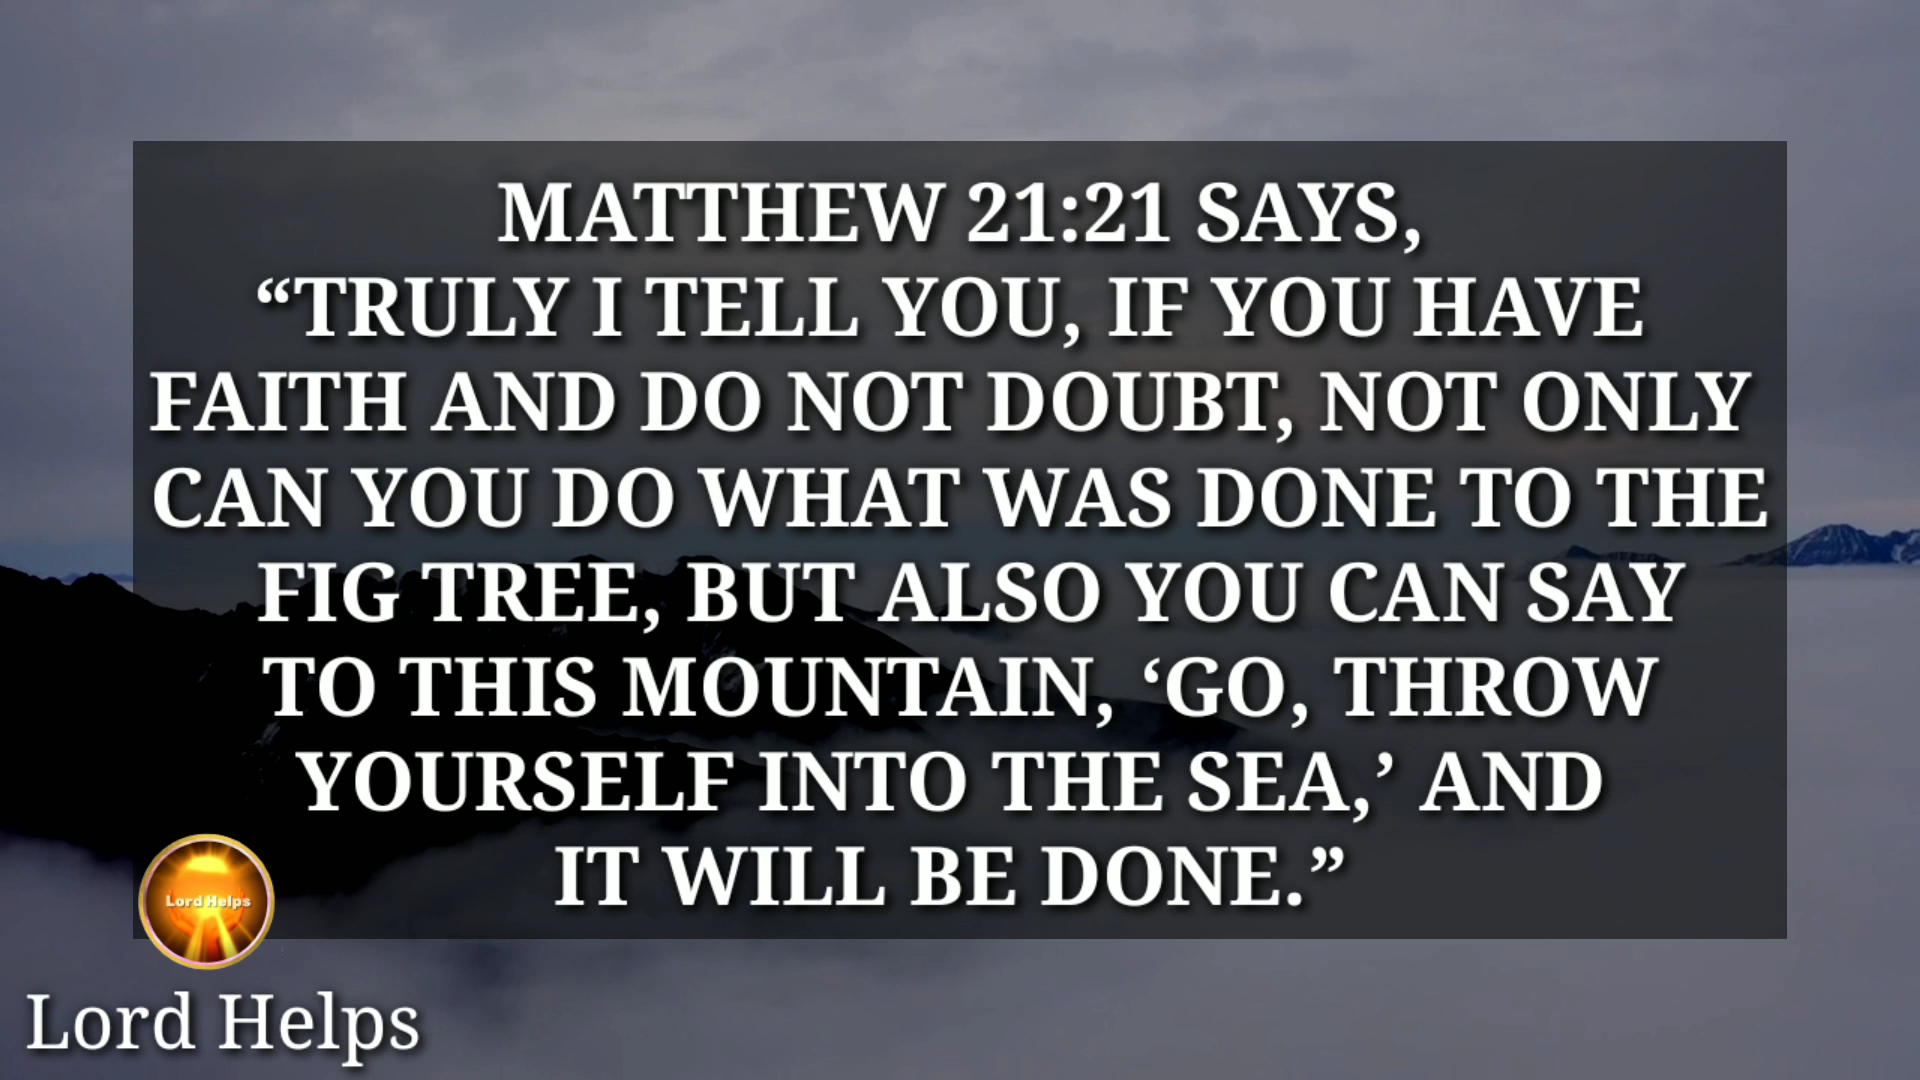 MATTHEW 21:21 SAYS,
“TRULY I TELL YOU, IF YOU HAVE
FAITH AND DO NOT DOUBT, NOT ONLY
CAN YOU DO WHAT WAS DONE TO THE
FIG TREE, BUT ALSO YOU CAN SAY
TO THIS MOUNTAIN, ‘GO, THROW
YOURSELF INTO THE SEA,’ AND
IT WILL BE DONE.”
Lord Helps
Lord Helps